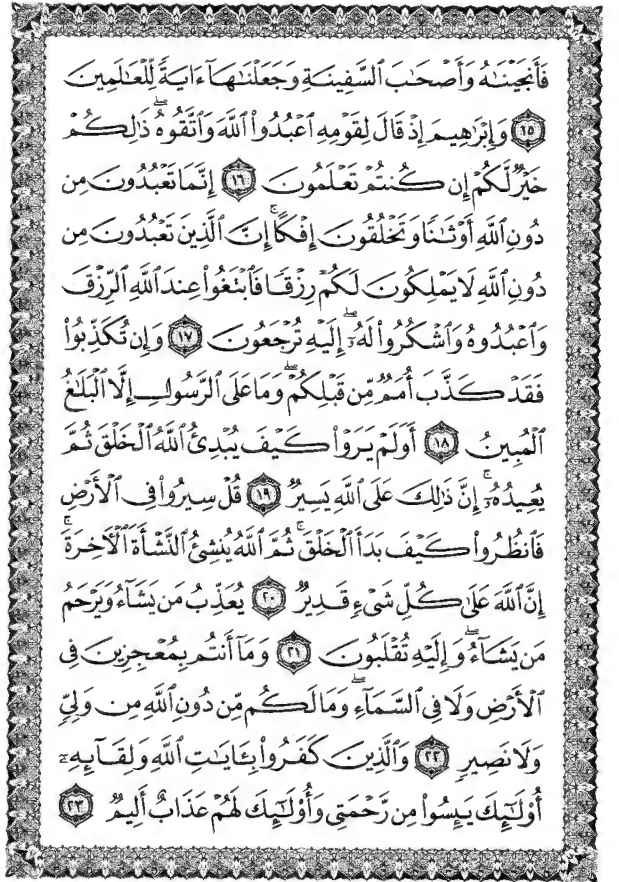 فَأَنجَيْنَٰهُ وَأَصْحَٰبَ ٱلسَّفِينَةِ وَجَعَلْنَٰهَآ ءَايَةً لِّلْعَٰلَمِينَ
١٥ وَإِبْرَٰهِيمَ إِذْ قَالَ لِقَوْمِهِ ٱعْبُدُوا۟ ٱللَّهَ وَٱتَّقُوهُ ۖ ذَٰلِكُمْ
خَيْرٌ لَّكُمْ إِن كُنتُمْ تَعْلَمُونَ ١٦ إِنَّمَا تَعْبُدُونَ مِن
دُونِ ٱللَّهِ أَوْثَٰنًا وَتَخْلُقُونَ إِفْكًا ۚ إِنَّ ٱلَّذِينَ تَعْبُدُونَ مِن
دُونِ ٱللَّهِ لَا يَمْلِكُونَ لَكُمْ رِزْقًا فَٱبْتَغُوا۟ عِندَ ٱللَّهِ ٱلرِّزْقَ
وَٱعْبُدُوهُ وَٱشْكُرُوا۟ لَهُۥٓ ۖ إِلَيْهِ تُرْجَعُونَ ١٧ وَإِن تُكَذِّبُوا۟
فَقَدْ كَذَّبَ أُمَمٌ مِّن قَبْلِكُمْ ۖ وَمَا عَلَى ٱلرَّسُولِ إِلَّا ٱلْبَلَٰغُ
ٱلْمُبِينُ ١٨ أَوَلَمْ يَرَوْا۟ كَيْفَ يُبْدِئُ ٱللَّهُ ٱلْخَلْقَ ثُمَّ
يُعِيدُهُۥٓ ۚ إِنَّ ذَٰلِكَ عَلَى ٱللَّهِ يَسِيرٌ ١٩ قُلْ سِيرُوا۟ فِى ٱلْأَرْضِ
فَٱنظُرُوا۟ كَيْفَ بَدَأَ ٱلْخَلْقَ ۚ ثُمَّ ٱللَّهُ يُنشِئُ ٱلنَّشْأَةَ ٱلْءَاخِرَةَ ۚ
إِنَّ ٱللَّهَ عَلَىٰ كُلِّ شَىْءٍ قَدِيرٌ ٢٠ يُعَذِّبُ مَن يَشَآءُ وَيَرْحَمُ
مَن يَشَآءُ ۖ وَإِلَيْهِ تُقْلَبُونَ ٢١ وَمَآ أَنتُم بِمُعْجِزِينَ فِى
ٱلْأَرْضِ وَلَا فِى ٱلسَّمَآءِ ۖ وَمَا لَكُم مِّن دُونِ ٱللَّهِ مِن وَلِىٍّ
وَلَا نَصِيرٍ ٢٢ وَٱلَّذِينَ كَفَرُوا۟ بِـَٔايَٰتِ ٱللَّهِ وَلِقَآئِهِۦٓ
أُو۟لَٰٓئِكَ يَئِسُوا۟ مِن رَّحْمَتِى وَأُو۟لَٰٓئِكَ لَهُمْ عَذَابٌ أَلِيمٌ ٢٣